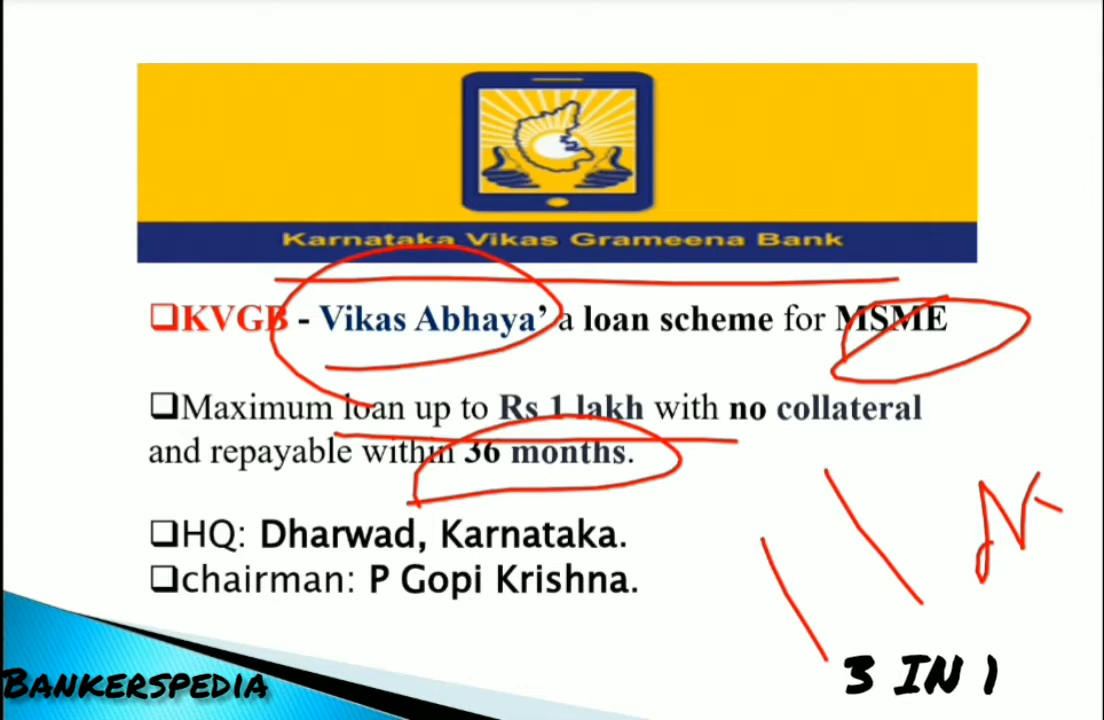 Karnataka Vikas Grameena Bank
❑KVGB - Vikas Abhaya’ a loan scheme for MSME
❑Maximum loan up to Rs 1 lakh with no collateral
and repayable within 36 months.
❑HQ: Dharwad, Karnataka.
❑chairman: P Gopi Krishna.
BANKERSPEDIA
3 IN 1